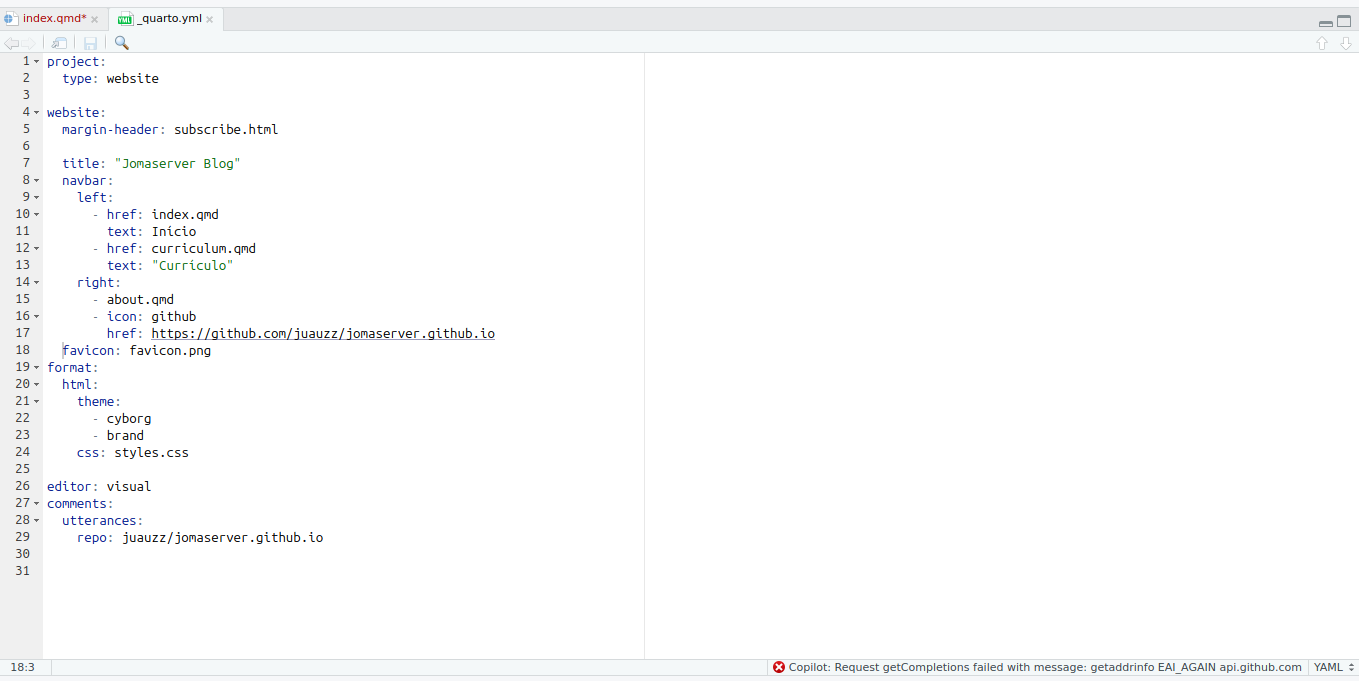 index.qmd*
_quarto.yml
1 project:
2   type: website
3
4 website:
5   margin-header: subscribe.html
6
7   title: "Jomaserver Blog"
8   navbar:
9     left:
10       - href: index.qmd
11         text: Início
12       - href: curriculum.qmd
13         text: "Currículo"
14     right:
15       - about.qmd
16       - icon: github
17         href: https://github.com/juauzz/jomaserver.github.io
18   favicon: favicon.png
19 format:
20   html:
21     theme:
22       - cyborg
23       - brand
24     css: styles.css
25
26 editor: visual
27 comments:
28   utterances:
29     repo: juauzz/jomaserver.github.io
30
31
18:3
Copilot: Request getCompletions failed with message: getaddrinfo EAI_AGAIN api.github.com
YAML